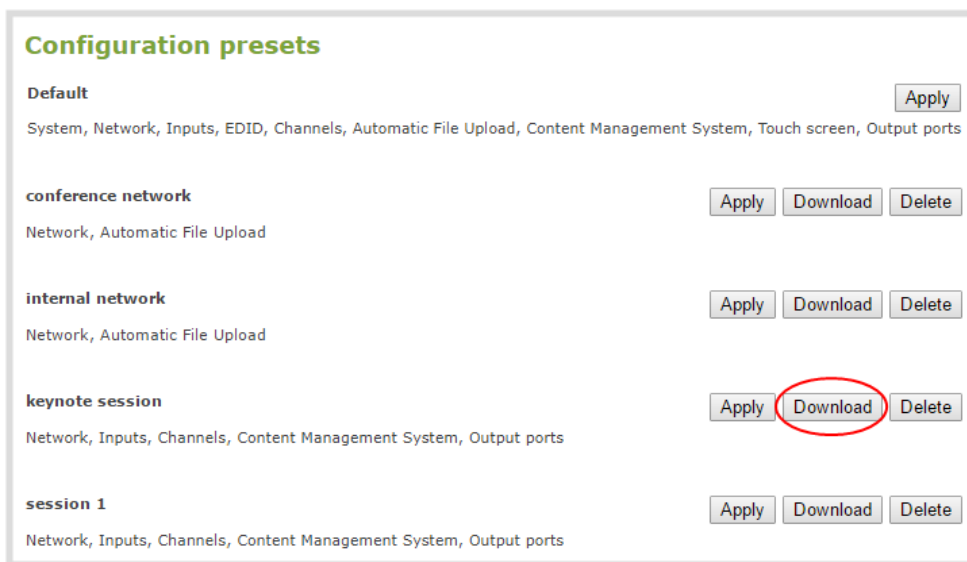 Configuration presets
Default
Apply
System, Network, Inputs, EDID, Channels, Automatic File Upload, Content Management System, Touch screen, Output ports
conference network
Apply Download Delete
Network, Automatic File Upload
internal network
Apply Download Delete
Network, Automatic File Upload
keynote session
Apply Download Delete
Network, Inputs, Channels, Content Management System, Output ports
session 1
Apply Download Delete
Network, Inputs, Channels, Content Management System, Output ports